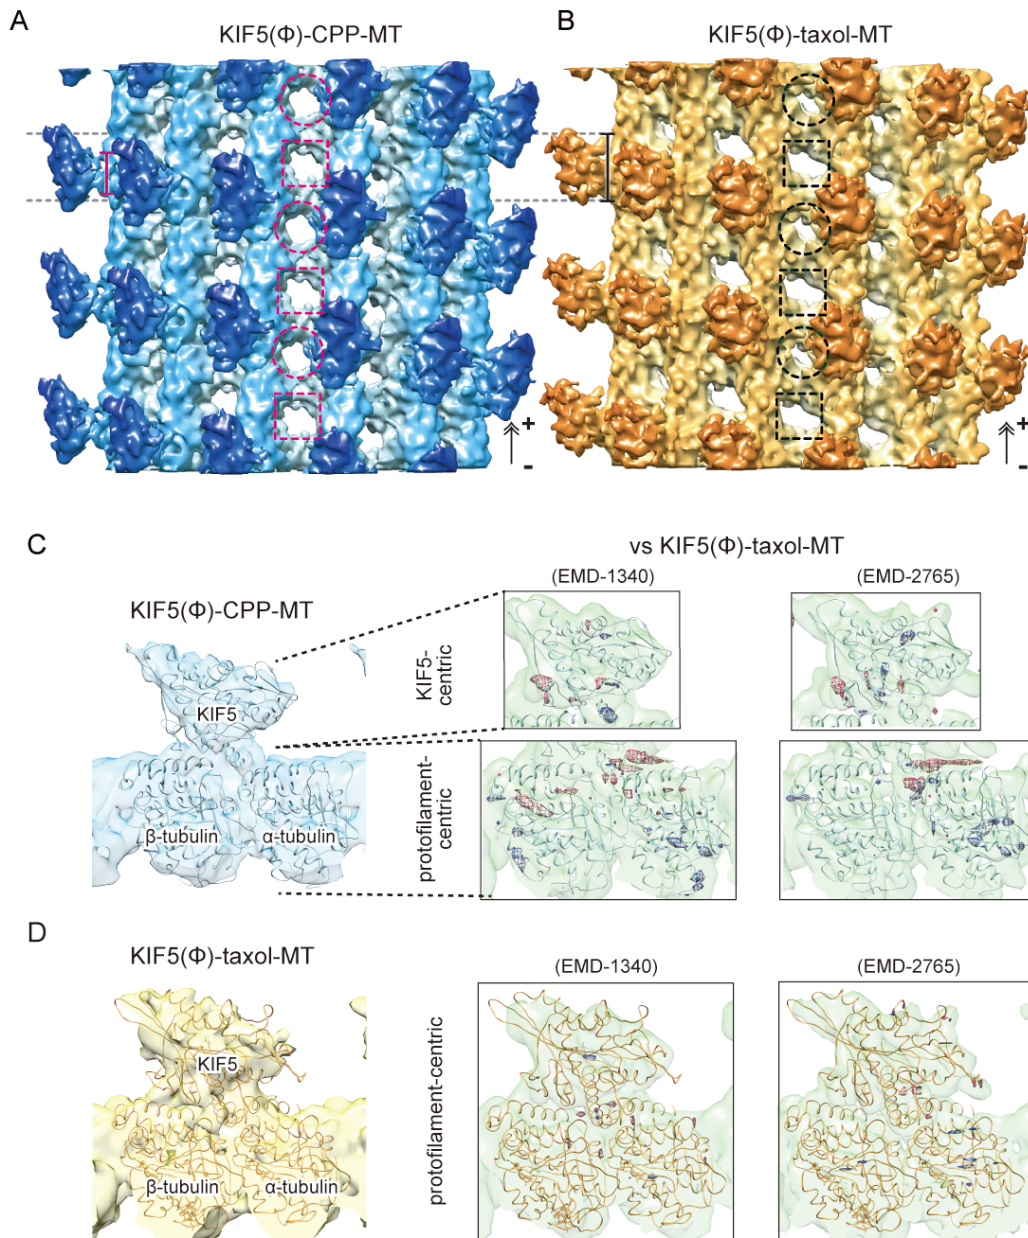 A
KIF5(Φ)-CPP-MT
B
KIF5(Φ)-taxol-MT
+
-
+
-
C
vs KIF5(Φ)-taxol-MT
(EMD-1340)
(EMD-2765)
KIF5(Φ)-CPP-MT
KIF5
β-tubulin
α-tubulin
KIF5-
centric
protofilament-
centric
D
KIF5(Φ)-taxol-MT
(EMD-1340)
(EMD-2765)
KIF5
β-tubulin
α-tubulin
protofilament-centric